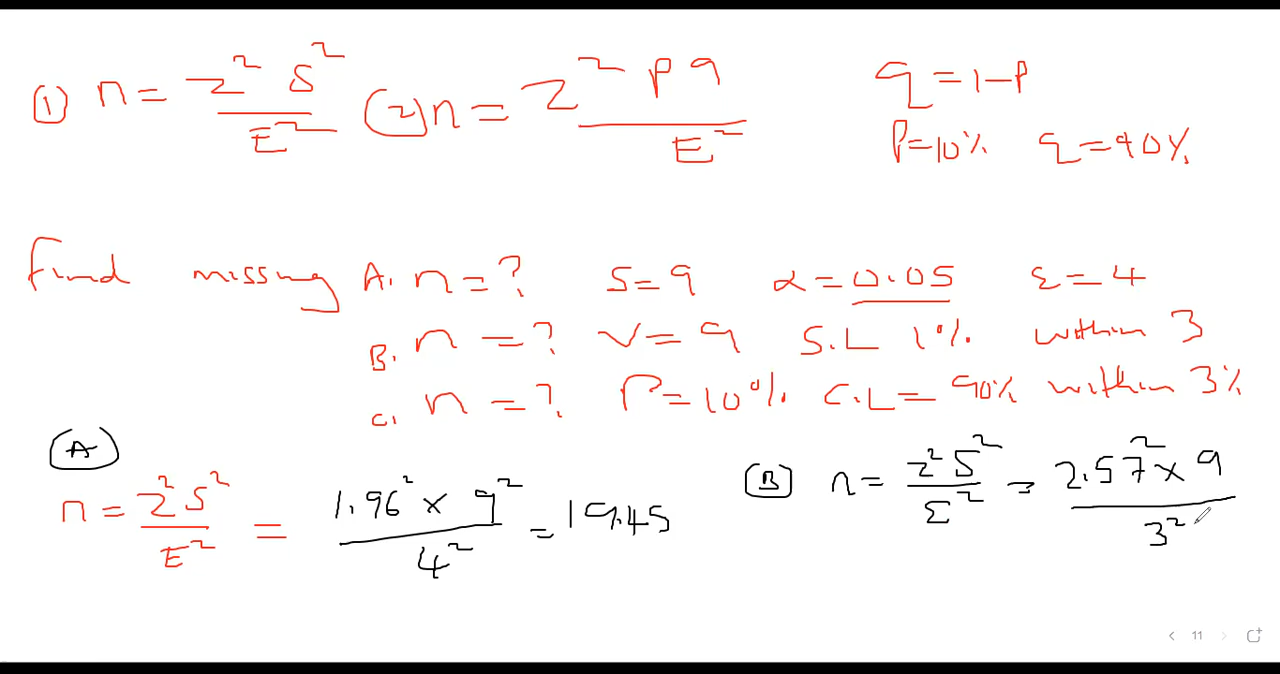 ① n = z² S² / E² (2) n = z² p q / E² q = 1-P
P=10% q=90%
Find missing A. n = ? S=9 α=0.05 ε=4
B. n = ? V=9 S.L 1% within 3
C. n = ? P=10% C.L=90% within 3%
Ⓐ
n = z² S² / E² = 1.96² × 9² / 4² = 19.45
B n = z² S² / Σ² = 2.57² × 9 / 3²
11